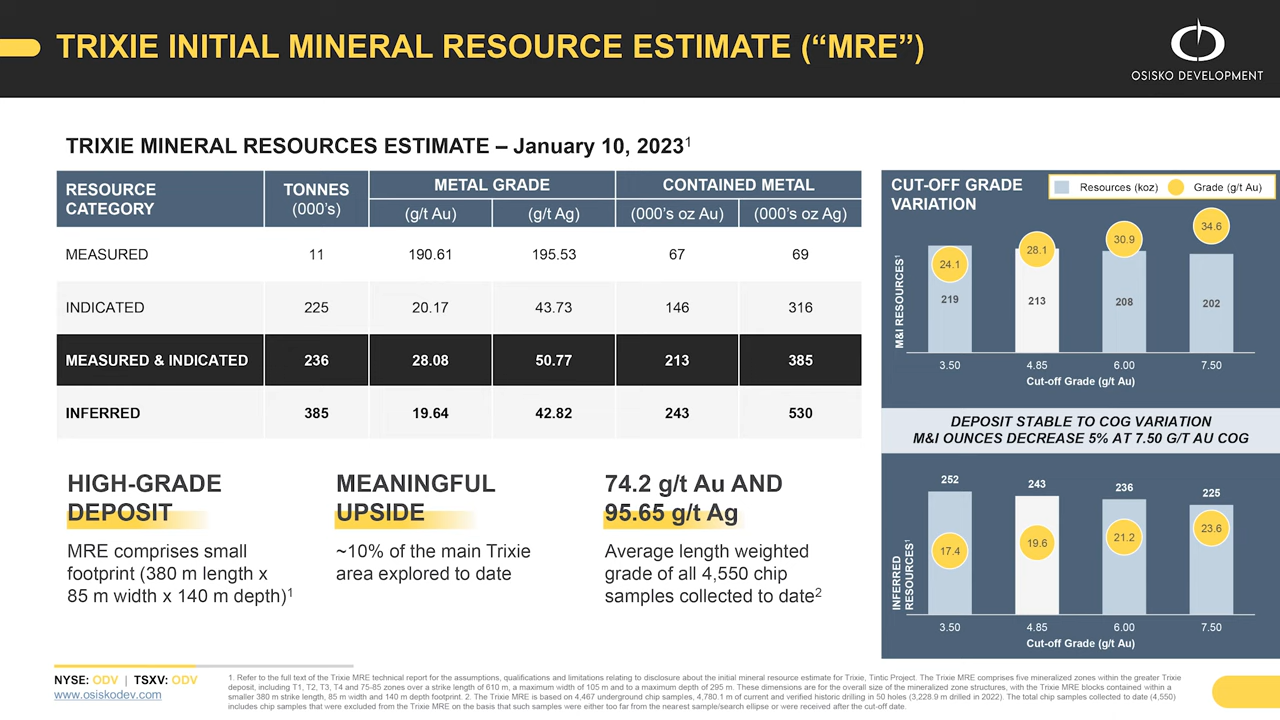 TRIXIE INITIAL MINERAL RESOURCE ESTIMATE (“MRE”)
OSISKO DEVELOPMENT
TRIXIE MINERAL RESOURCES ESTIMATE – January 10, 2023¹
RESOURCE CATEGORY TONNES (000’s) METAL GRADE CONTAINED METAL
(g/t Au) (g/t Ag) (000’s oz Au) (000’s oz Ag)
MEASURED 11 190.61 195.53 67 69
INDICATED 225 20.17 43.73 146 316
MEASURED & INDICATED 236 28.08 50.77 213 385
INFERRED 385 19.64 42.82 243 530
HIGH-GRADE
DEPOSIT
MRE comprises small
footprint (380 m length x
85 m width x 140 m depth)¹
MEANINGFUL
UPSIDE
~10% of the main Trixie
area explored to date
74.2 g/t Au AND
95.65 g/t Ag
Average length weighted
grade of all 4,550 chip
samples collected to date²
CUT-OFF GRADE
VARIATION
Resources (koz) Grade (g/t Au)
M&I RESOURCES¹
24.1 28.1 30.9 34.6
219 213 208 202
3.50 4.85 6.00 7.50
Cut-off Grade (g/t Au)
DEPOSIT STABLE TO COG VARIATION
M&I OUNCES DECREASE 5% AT 7.50 G/T AU COG
INFERRED
RESOURCES¹
252 243 236 225
17.4 19.6 21.2 23.6
3.50 4.85 6.00 7.50
Cut-off Grade (g/t Au)
NYSE: ODV | TSXV: ODV
www.osiskodev.com
1. Refer to the full text of the Trixie MRE technical report for the assumptions, qualifications and limitations relating to disclosure about the initial mineral resource estimate for Trixie, Tintic Project. The Trixie MRE comprises five mineralized zones within the greater Trixie
deposit, including T1, T2, T3, T4 and 75-85 zones over a strike length of 610 m, a maximum width of 105 m and to a maximum depth of 295 m. These dimensions are for the overall size of the mineralized zone structures, with the Trixie MRE blocks contained within a
smaller 380 m strike length, 85 m width and 140 m depth footprint. 2. The Trixie MRE is based on 4,467 underground chip samples, 4,780.1 m of current and verified historic drilling in 50 holes (3,228.9 m drilled in 2022). The total chip samples collected to date (4,550)
includes chip samples that were excluded from the Trixie MRE on the basis that such samples were either too far from the nearest sample/search ellipse or were received after the cut-off date.